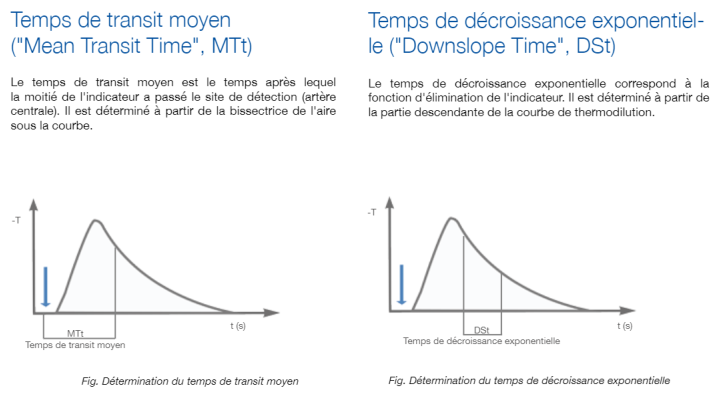 Temps de transit moyen
("Mean Transit Time", MTt)
Le temps de transit moyen est le temps après lequel
la moitié de l'indicateur a passé le site de détection (artère
centrale). Il est déterminé à partir de la bissectrice de l'aire
sous la courbe.
-T
MTt
t (s)
Temps de transit moyen
Fig. Détermination du temps de transit moyen
Temps de décroissance exponentiel-
le ("Downslope Time", DSt)
Le temps de décroissance exponentielle correspond à la
fonction d'élimination de l'indicateur. Il est déterminé à partir de
la partie descendante de la courbe de thermodilution.
-T
DSt
t (s)
Temps de décroissance exponentielle
Fig. Détermination du temps de décroissance exponentielle